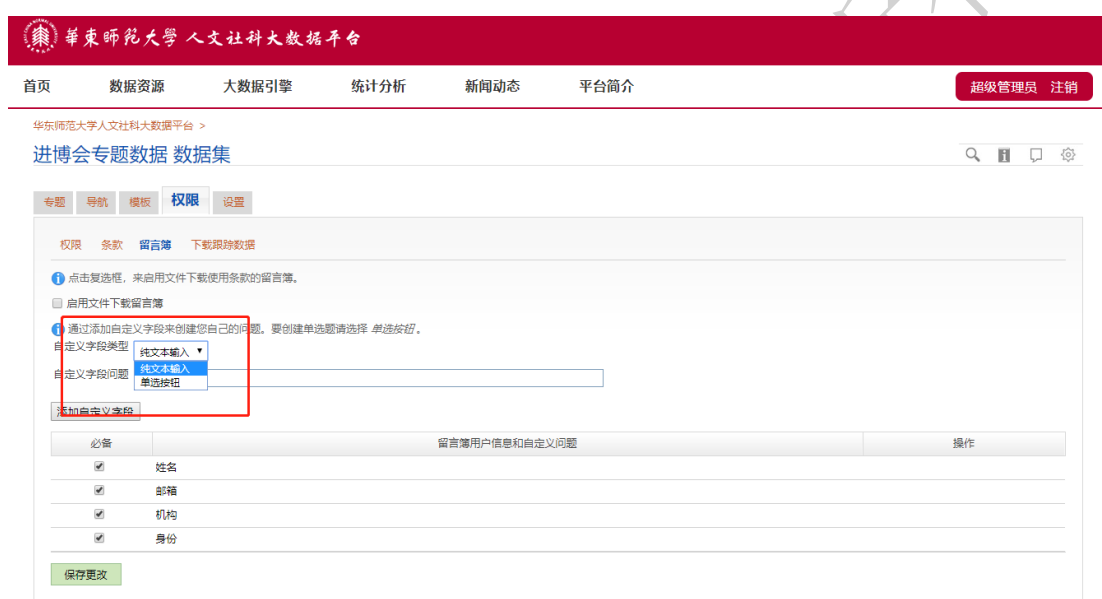 華東師範大學 人文社科大数据平台
首页 数据资源 大数据引擎 统计分析 新闻动态 平台简介 超级管理员 注销
华东师范大学人文社科大数据平台 >
进博会专题数据 数据集
专题 导航 模板 权限 设置
权限 条款 留言簿 下载跟踪数据
点击复选框，来启用文件下载使用条款的留言簿。
启用文件下载留言簿
通过添加自定义字段来创建您自己的问题。要创建单选题请选择 单选按钮。
自定义字段类型 纯文本输入
纯文本输入
自定义字段问题
单选按钮
添加自定义字段
必备 留言簿用户信息和自定义问题 操作
姓名
邮箱
机构
身份
保存更改